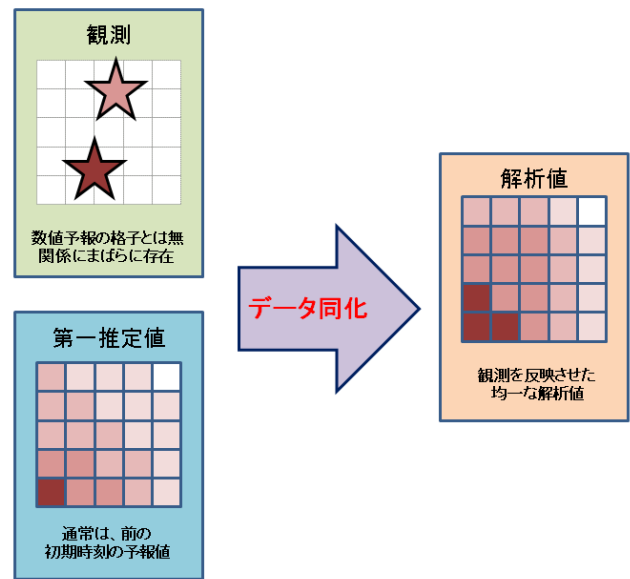 観測
数値予報の格子とは無
関係にまばらに存在
第一推定値
通常は、前の
初期時刻の予報値
データ同化
解析値
観測を反映させた
均一な解析値